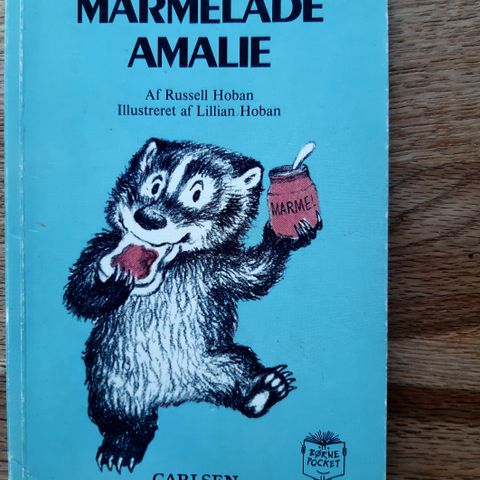 MARMELADE
AMALIE
Af Russell Hoban
Illustreret af Lillian Hoban
MARME!
BØRNE
POCKET
CARLSEN